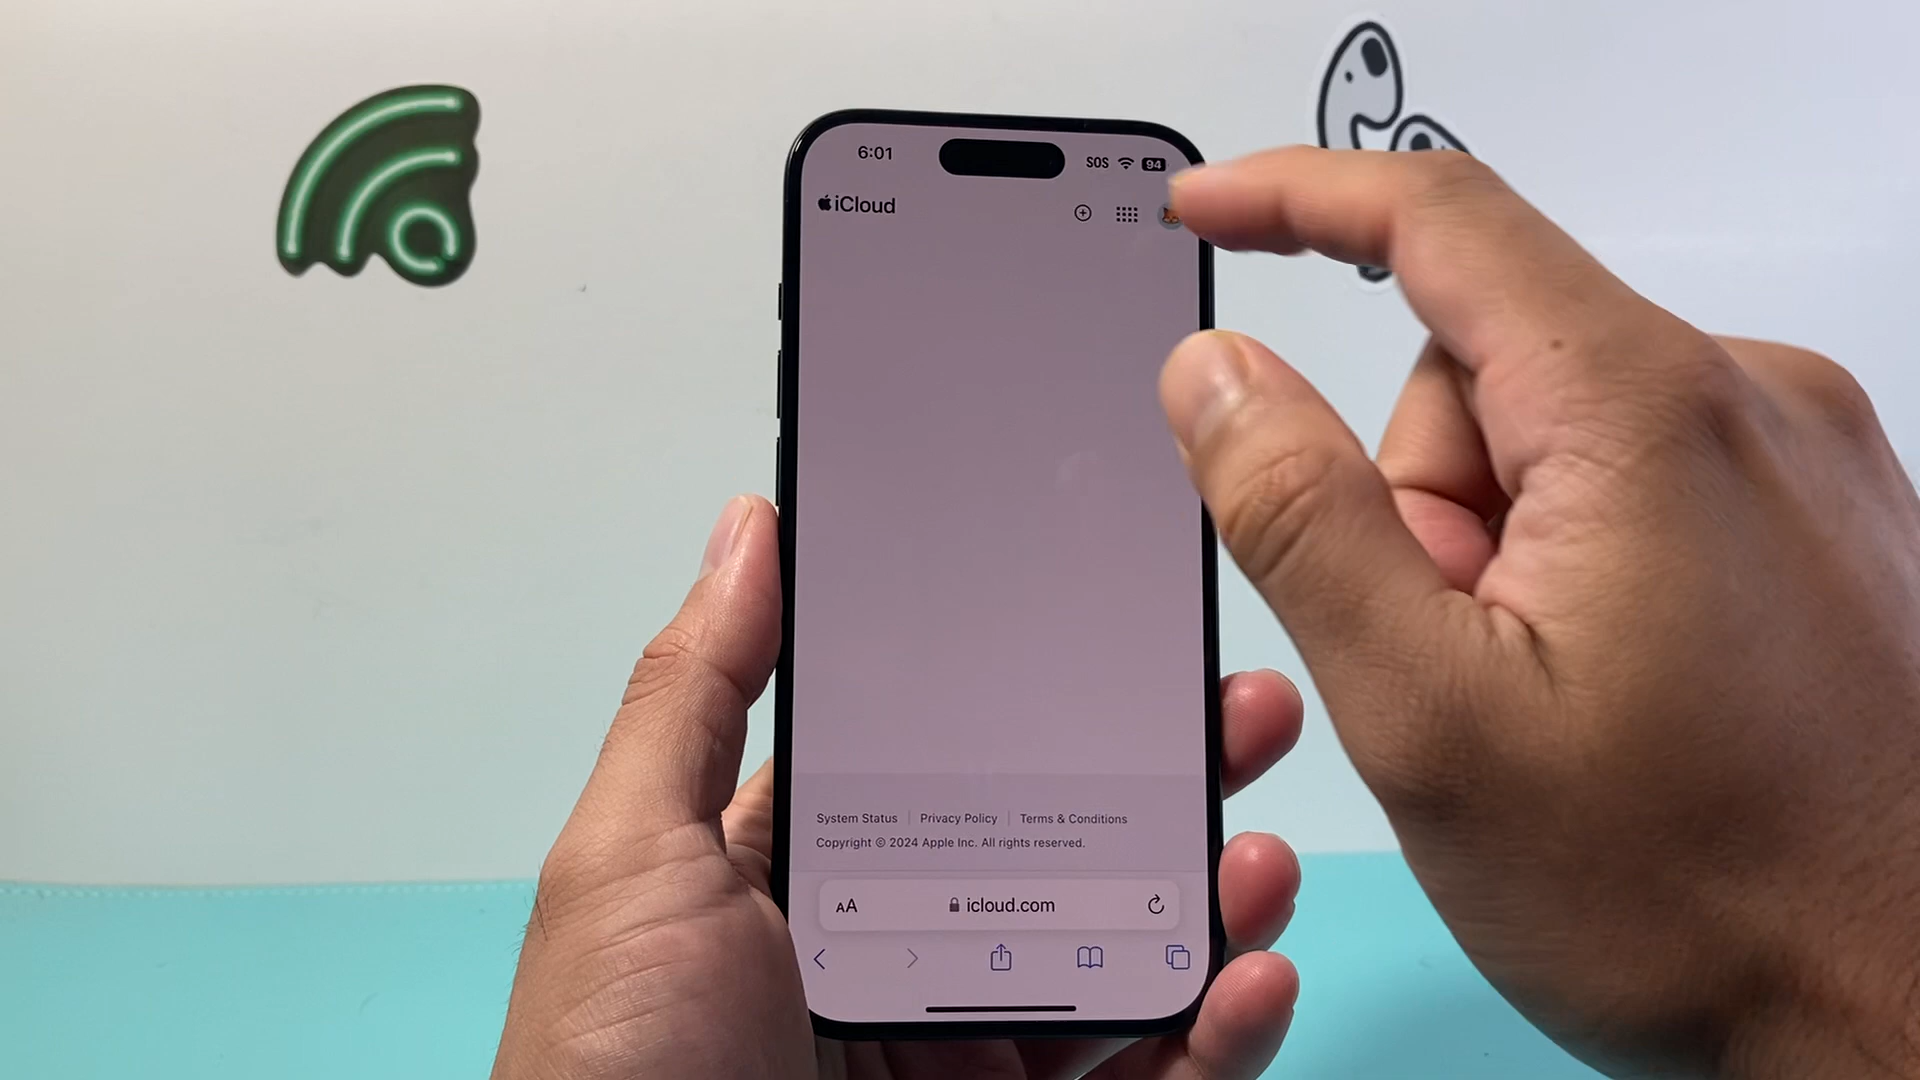 6:01
SOS
94
iCloud
System Status | Privacy Policy | Terms & Conditions
Copyright © 2024 Apple Inc. All rights reserved.
AA
icloud.com